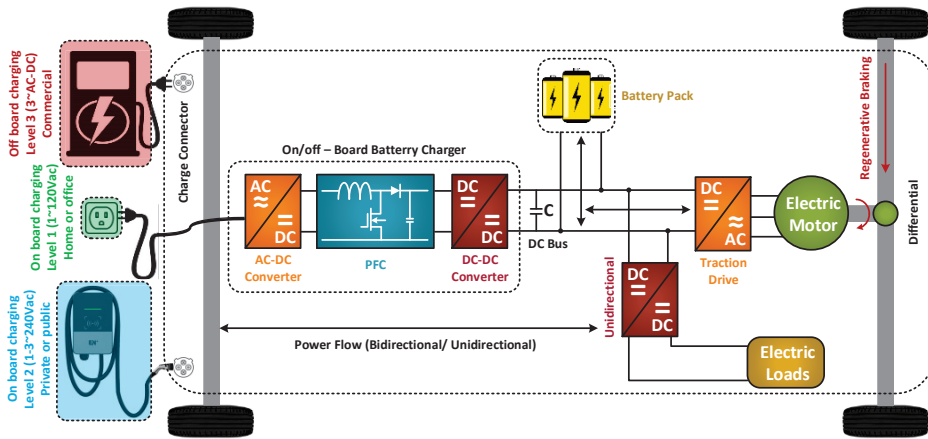 Off board charging
Level 3 (3~AC-DC)
Commercial
On board charging
Level 1 (1~120Vac)
Home or office
On board charging
Level 2 (1-3~240Vac)
Private or public
Charge Connector
On/off – Board Batterry Charger
AC
DC
AC-DC
Converter
PFC
DC
DC
DC-DC
Converter
C
DC Bus
Battery Pack
Power Flow (Bidirectional/ Unidirectional)
Unidirectional
DC
DC
DC
AC
Traction
Drive
Electric
Motor
Electric
Loads
Regenerative Braking
Differential